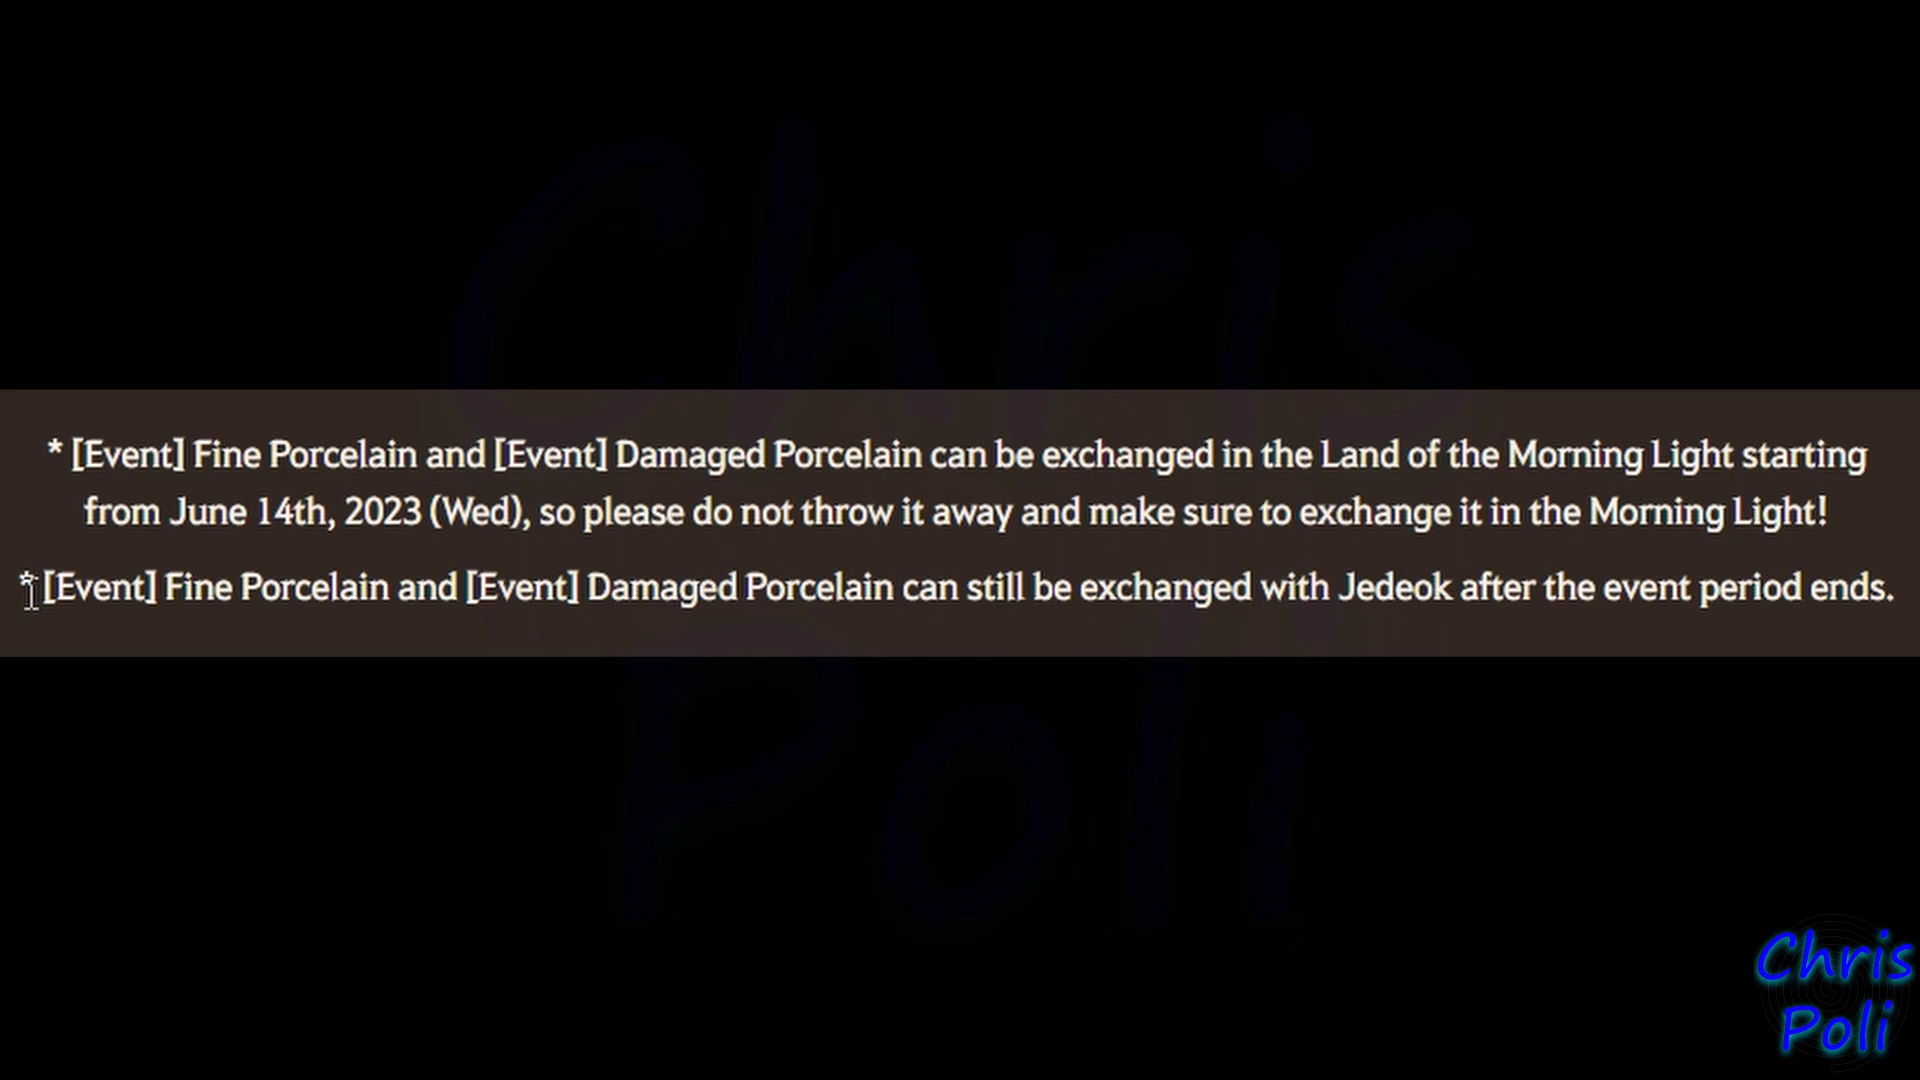 * [Event] Fine Porcelain and [Event] Damaged Porcelain can be exchanged in the Land of the Morning Light starting
from June 14th, 2023 (Wed), so please do not throw it away and make sure to exchange it in the Morning Light!
* [Event] Fine Porcelain and [Event] Damaged Porcelain can still be exchanged with Jedeok after the event period ends.
Chris
Poli
Chris
Poli